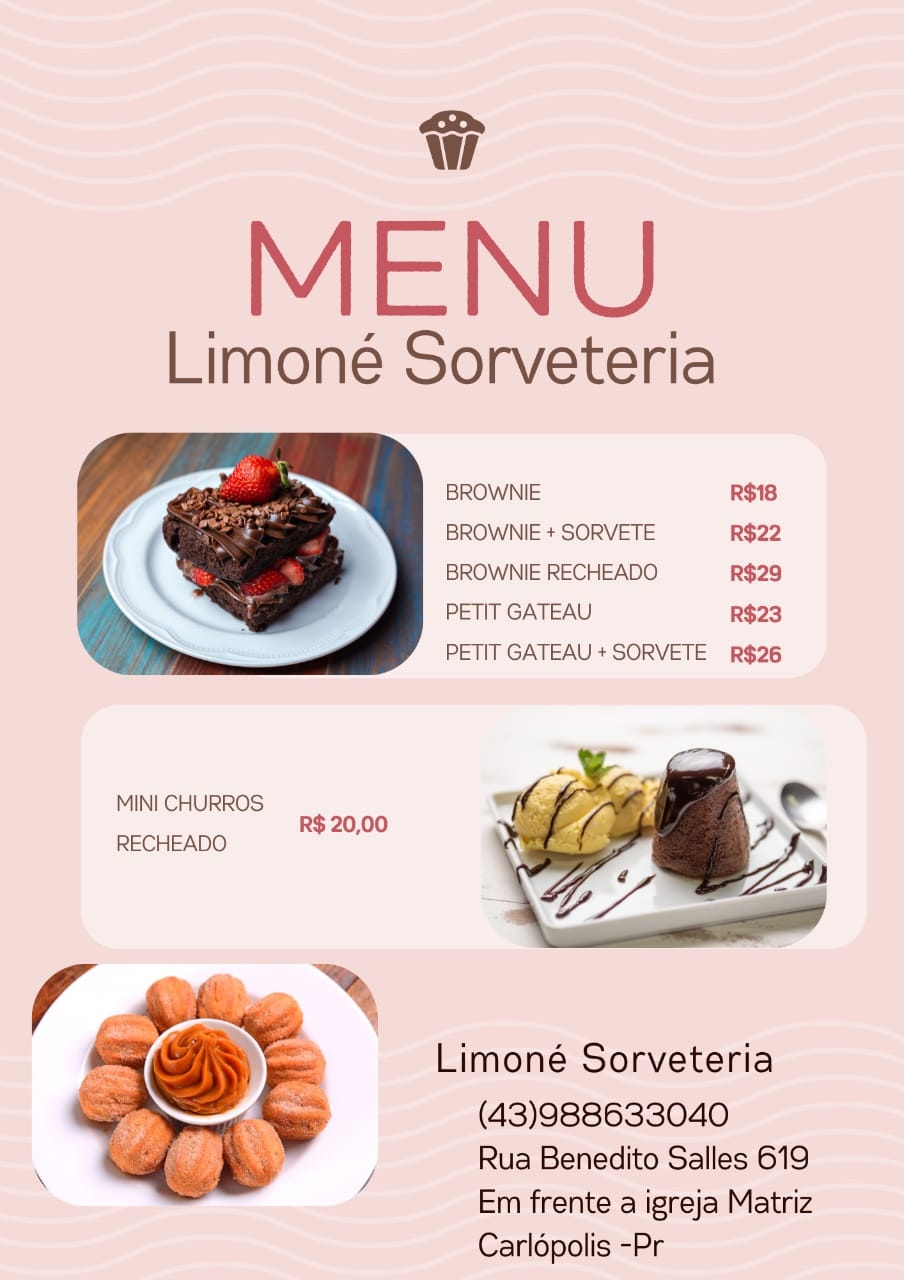 MENU
Limoné Sorveteria
BROWNIE R$18
BROWNIE + SORVETE R$22
BROWNIE RECHEADO R$29
PETIT GATEAU R$23
PETIT GATEAU + SORVETE R$26
MINI CHURROS
RECHEADO
R$ 20,00
Limoné Sorveteria
(43)988633040
Rua Benedito Salles 619
Em frente a igreja Matriz
Carlópolis -Pr